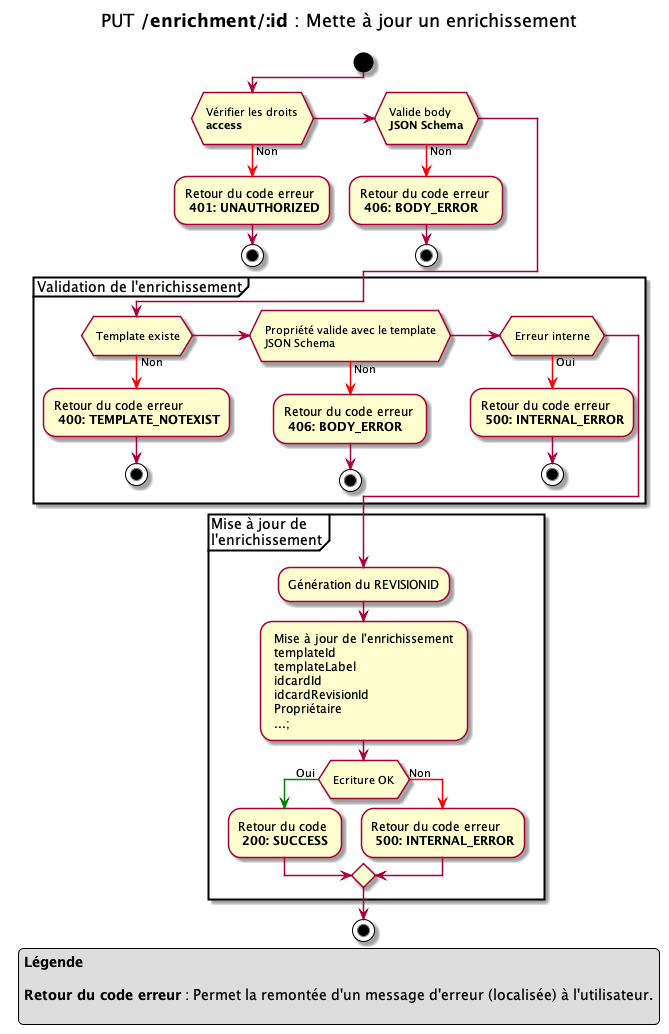 PUT /enrichment/:id : Mette à jour un enrichissement
Vérifier les droits
access
Valide body
JSON Schema
Non
Non
Retour du code erreur
401: UNAUTHORIZED
Retour du code erreur
406: BODY_ERROR
Validation de l'enrichissement
Template existe
Propriété valide avec le template
JSON Schema
Erreur interne
Non
Non
Oui
Retour du code erreur
400: TEMPLATE_NOTEXIST
Retour du code erreur
406: BODY_ERROR
Retour du code erreur
500: INTERNAL_ERROR
Mise à jour de
l'enrichissement
Génération du REVISIONID
Mise à jour de l'enrichissement
templateId
templateLabel
idcardId
idcardRevisionId
Propriétaire
...;
Oui
Ecriture OK
Non
Retour du code
200: SUCCESS
Retour du code erreur
500: INTERNAL_ERROR
Légende
Retour du code erreur : Permet la remontée d'un message d'erreur (localisée) à l'utilisateur.